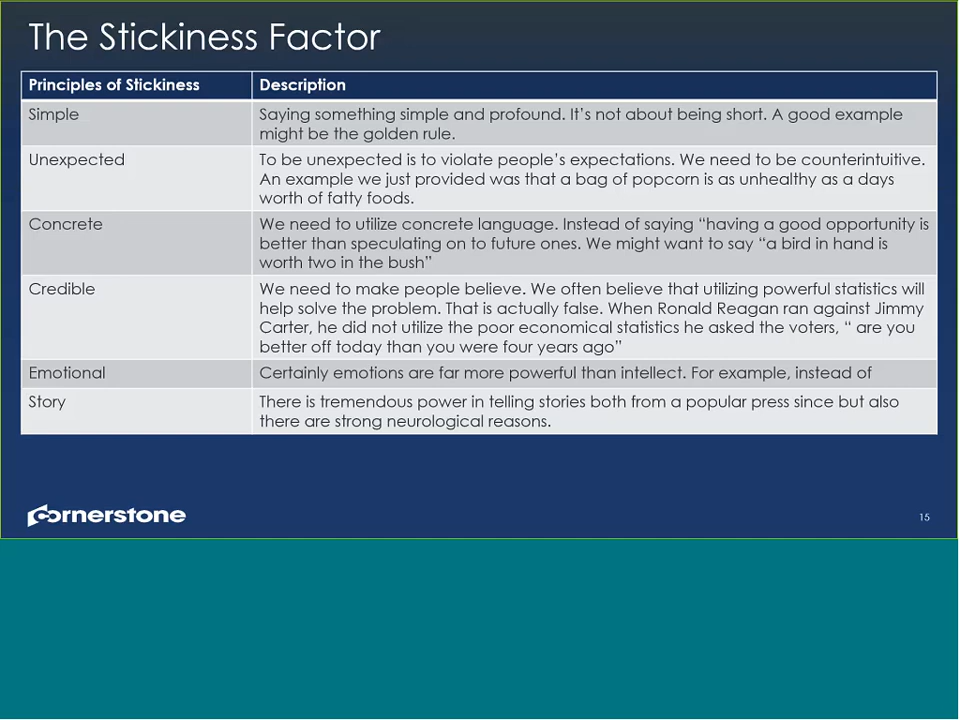 The Stickiness Factor
Principles of Stickiness
Description
Simple
Saying something simple and profound. It’s not about being short. A good example
might be the golden rule.
Unexpected
To be unexpected is to violate people’s expectations. We need to be counterintuitive.
An example we just provided was that a bag of popcorn is as unhealthy as a days
worth of fatty foods.
Concrete
We need to utilize concrete language. Instead of saying “having a good opportunity is
better than speculating on to future ones. We might want to say “a bird in hand is
worth two in the bush”
Credible
We need to make people believe. We often believe that utilizing powerful statistics will
help solve the problem. That is actually false. When Ronald Reagan ran against Jimmy
Carter, he did not utilize the poor economical statistics he asked the voters, “ are you
better off today than you were four years ago”
Emotional
Certainly emotions are far more powerful than intellect. For example, instead of
Story
There is tremendous power in telling stories both from a popular press since but also
there are strong neurological reasons.
Cornerstone
15